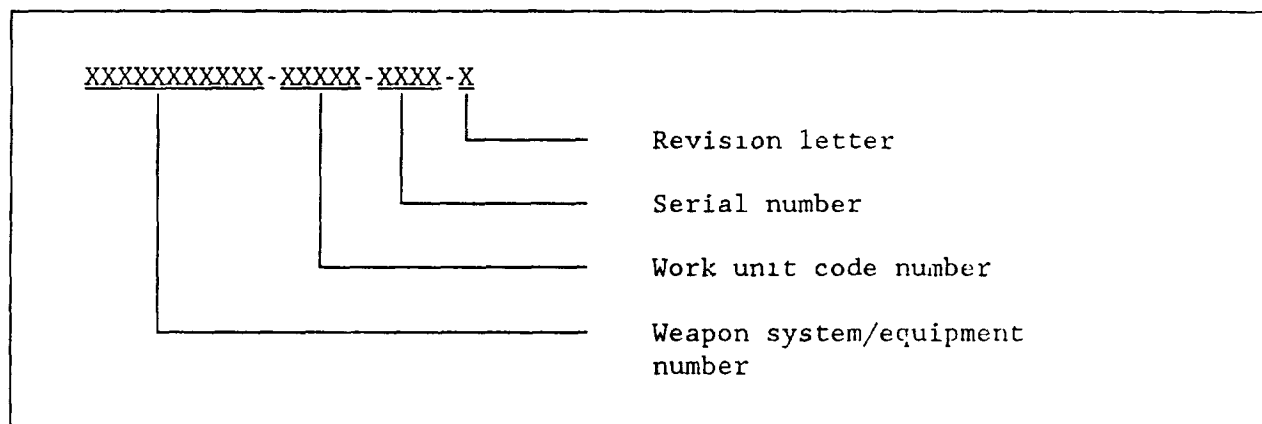 XXXXXXXXXXX-XXXXX-XXXX-X
Revision letter
Serial number
Work unit code number
Weapon system/equipment
number